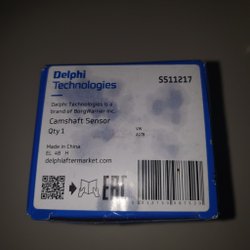 Delphi
Technologies
SS11217
Delphi Technologies is a
brand of BorgWarner Inc.
Camshaft Sensor
Qty 1
Made in China
delphiaftermarket.com
EAC